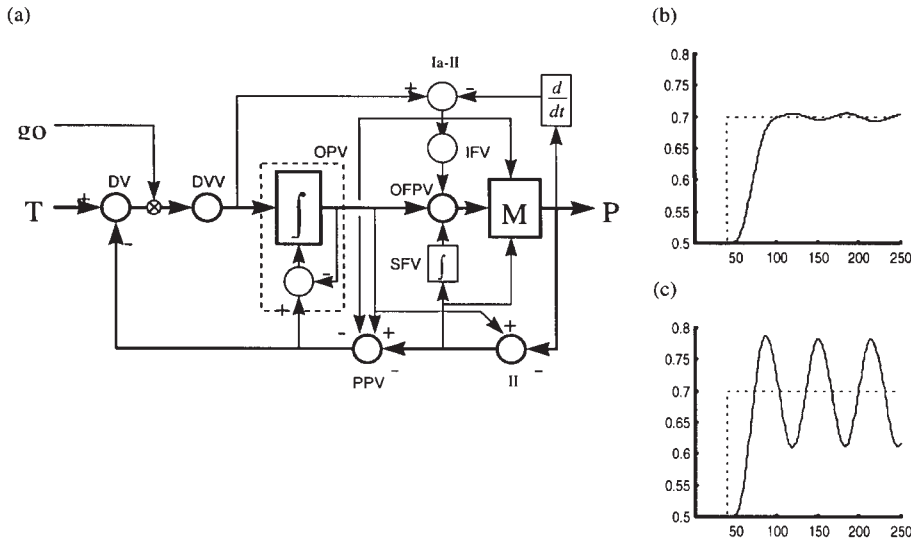 (a)
Ia-II
+
-
d
dt
go
OPV
IFV
DV
DVV
OFPV
T
+
∫
M
P
-
SFV
∫
-
+
-
+
+
-
-
PPV
II
(b)
0.8
0.75
0.7
0.65
0.6
0.55
0.5
50 100 150 200 250
(c)
0.8
0.75
0.7
0.65
0.6
0.55
0.5
50 100 150 200 250